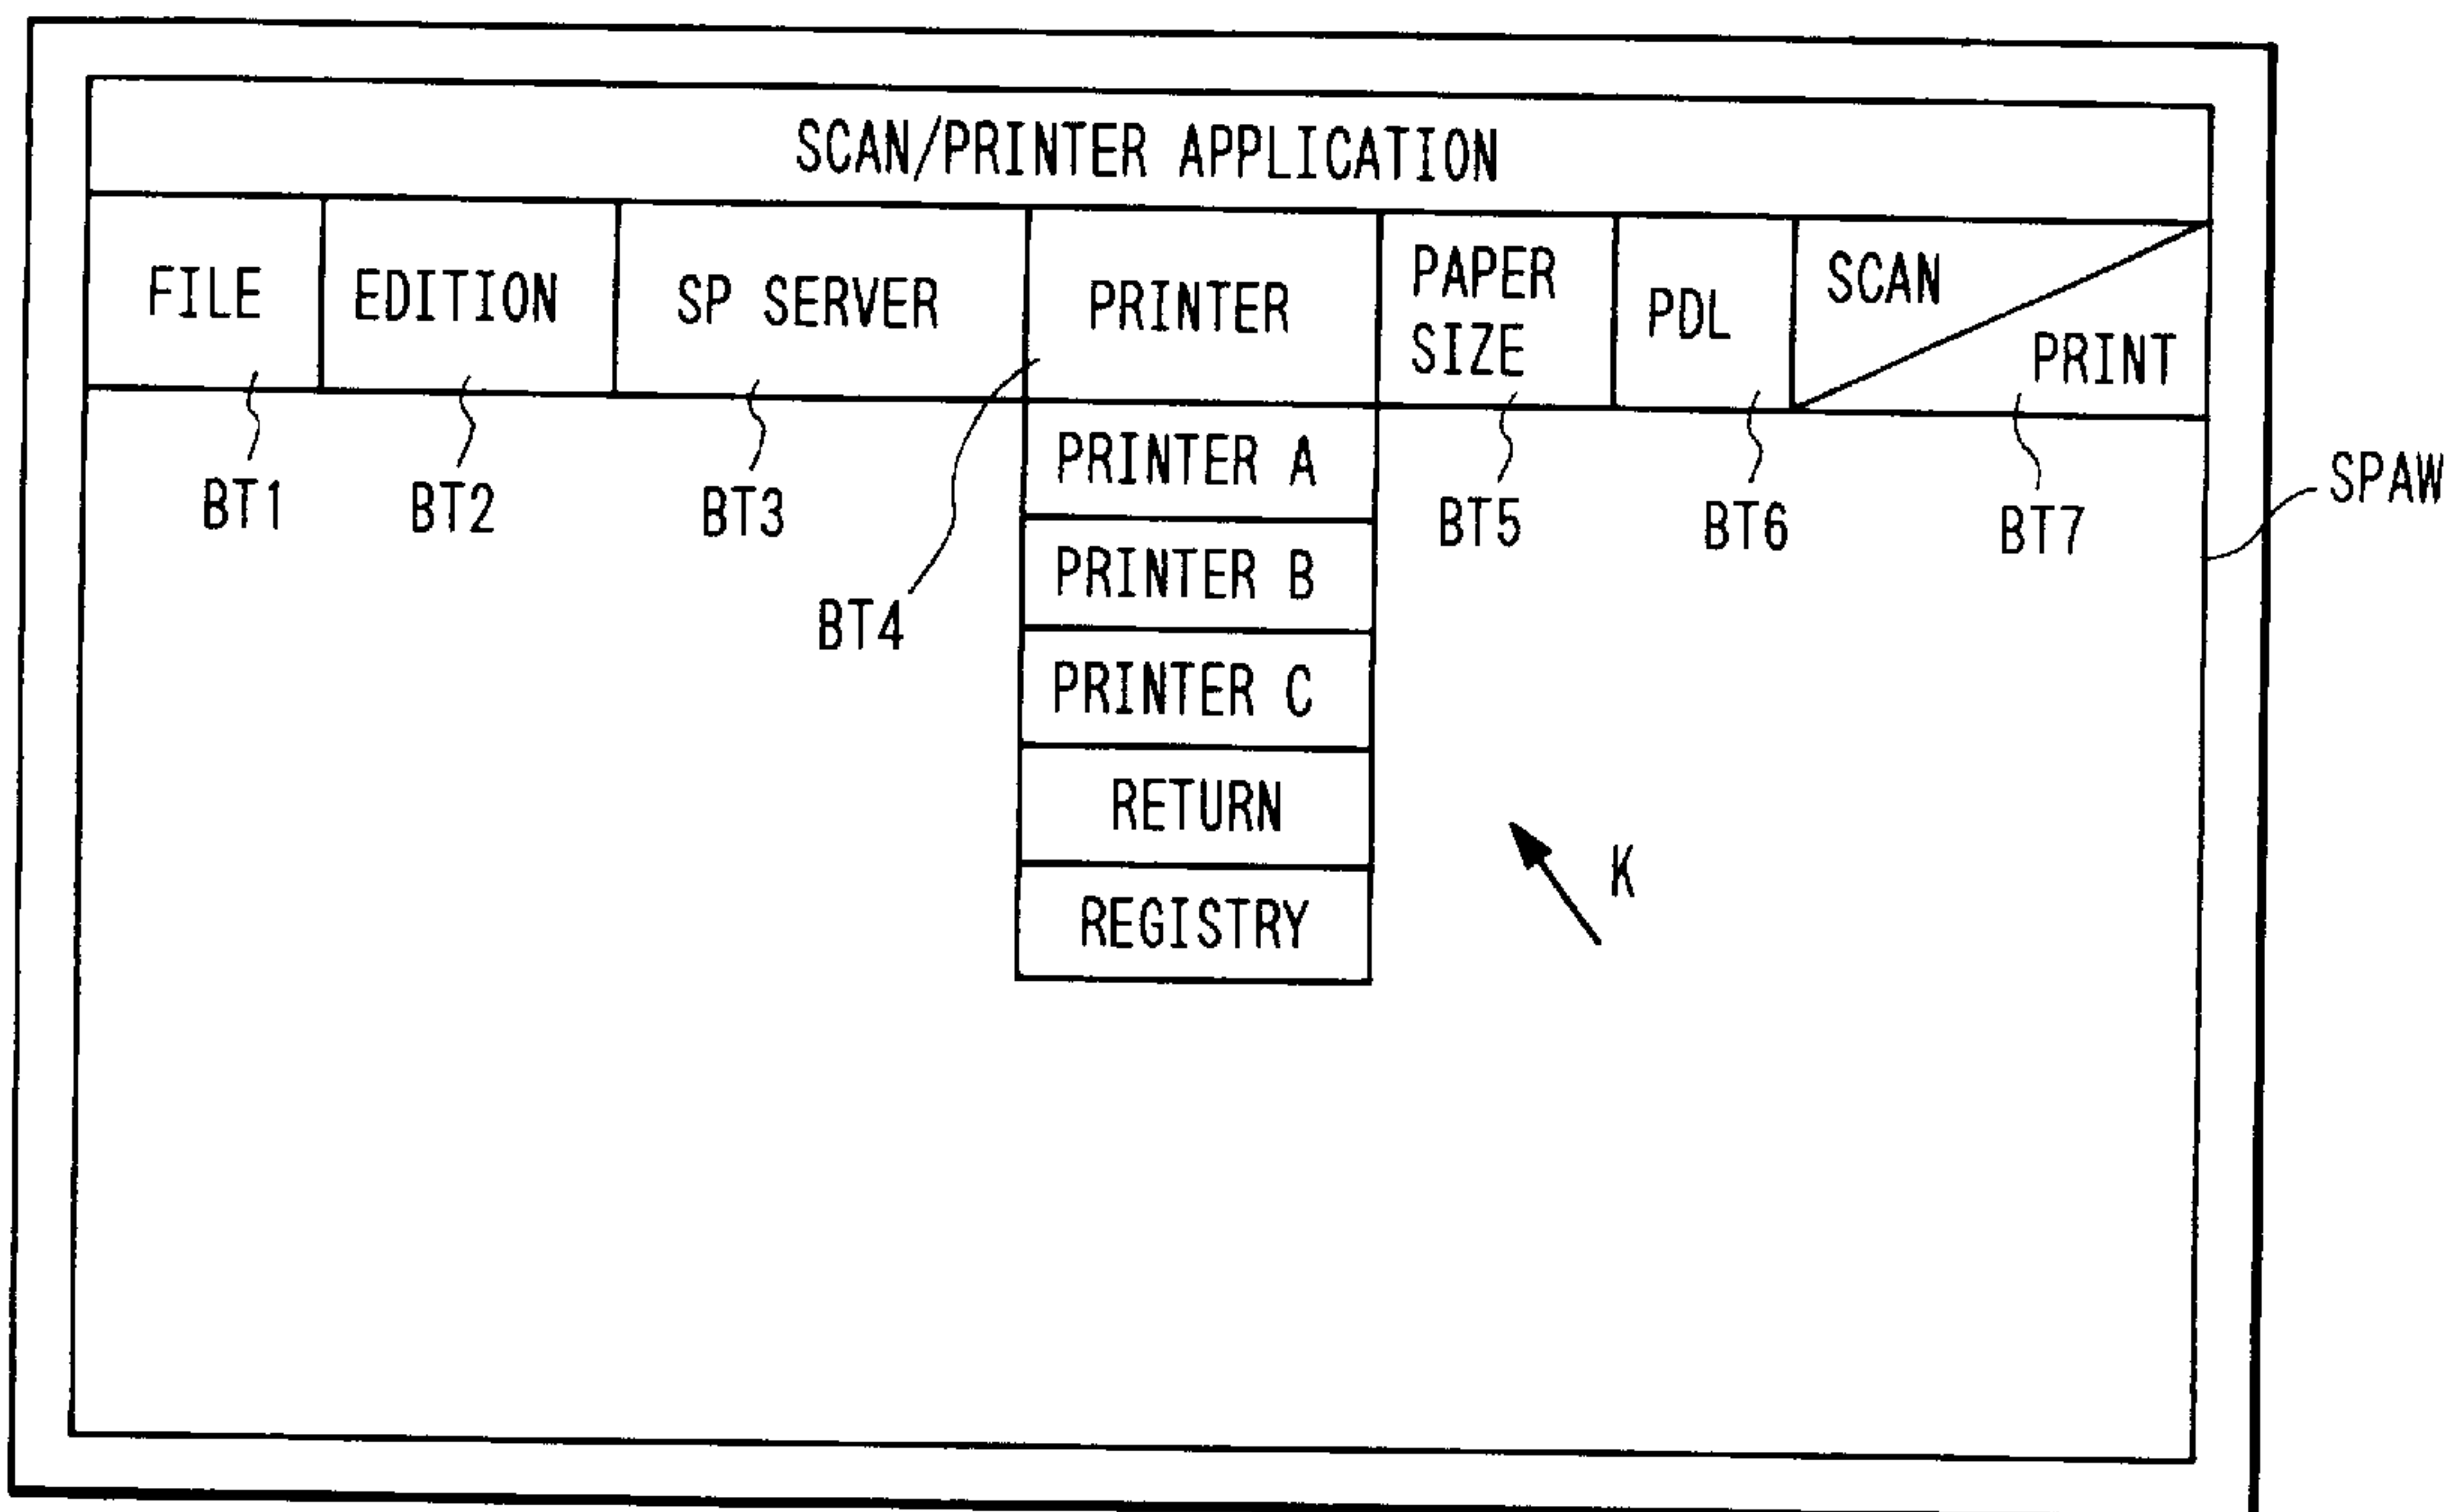 SCAN/PRINTER APPLICATION
FILE
EDITION
SP SERVER
PRINTER
PAPER
SIZE
PDL
SCAN
PRINT
PRINTER A
PRINTER B
PRINTER C
RETURN
REGISTRY
BT1
BT2
BT3
BT4
BT5
BT6
BT7
SPAW
K